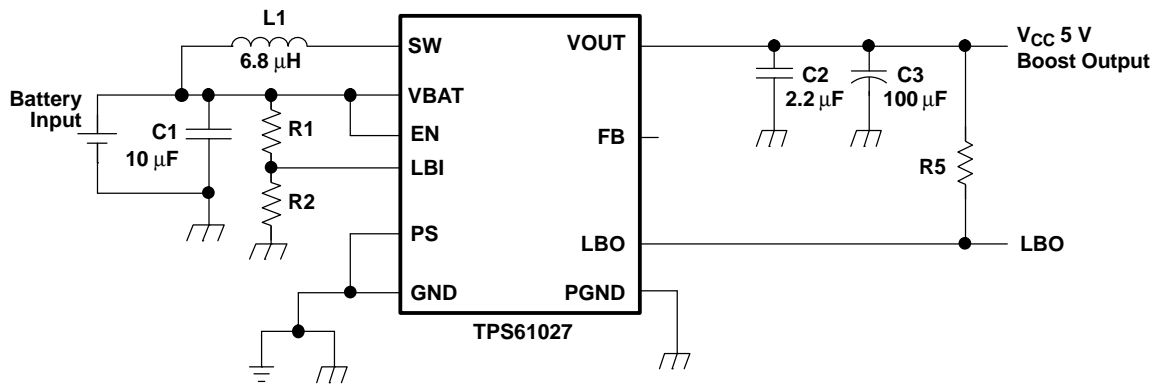 L1
6.8 µH
SW
VOUT
V_CC 5 V
Boost Output
C2
2.2 µF
C3
100 µF
Battery
Input
VBAT
C1
10 µF
R1
EN
FB
LBI
R5
R2
PS
LBO
LBO
GND
PGND
TPS61027